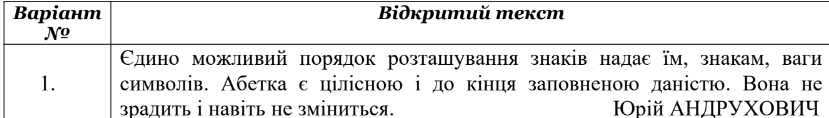 Варіант № Відкритий текст
1. Єдино можливий порядок розташування знаків надає їм, знакам, ваги
символів. Абетка є цілісною і до кінця заповненою даністю. Вона не
зрадить і навіть не зміниться. Юрій АНДРУХОВИЧ